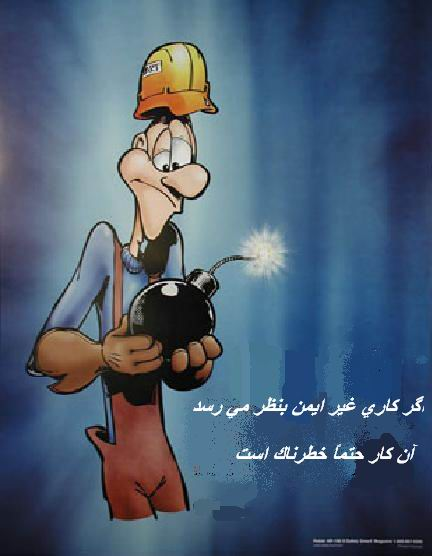 اگر كاري غير ايمن بنظر مي رسد
آن كار حتماً خطرناك است